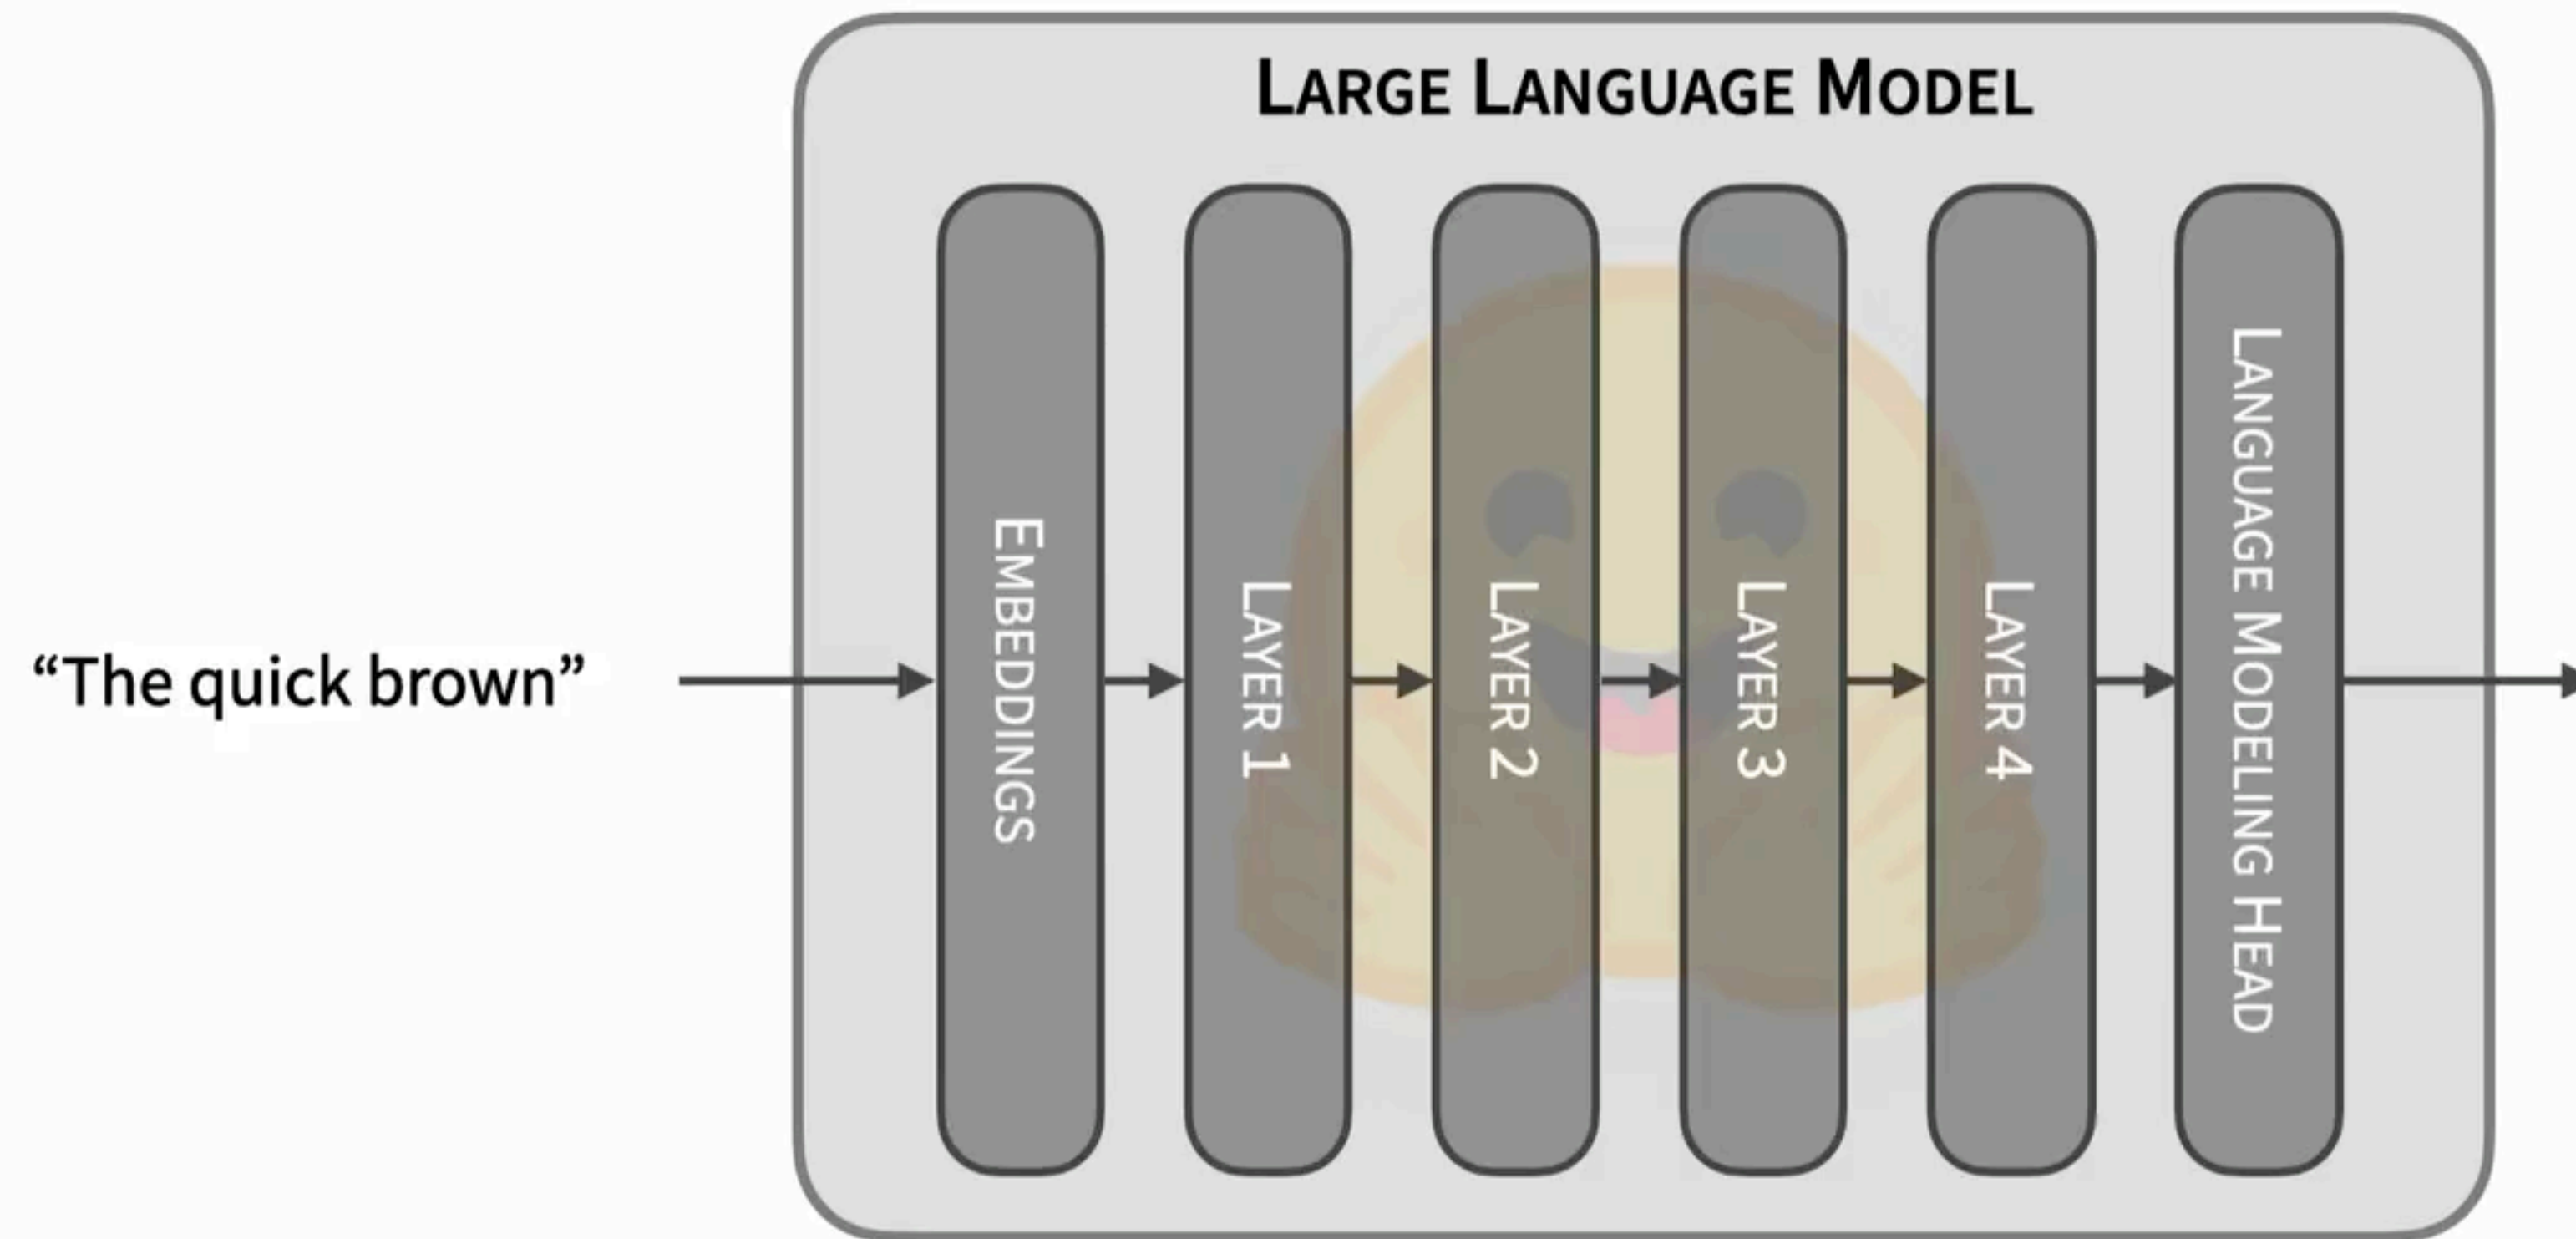 LARGE LANGUAGE MODEL
“The quick brown”
EMBEDDINGS
LAYER 1
LAYER 2
LAYER 3
LAYER 4
LANGUAGE MODELING HEAD